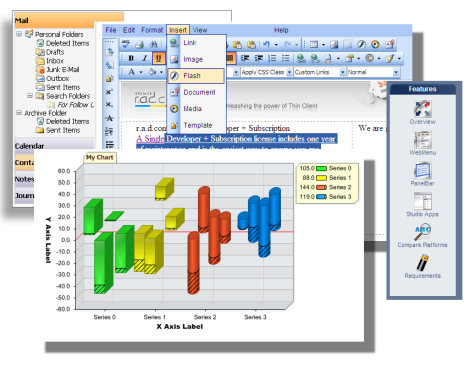 Mail
Personal Folders
Deleted Items
Drafts
Inbox
Junk E-Mail
Outbox
Sent Items
Search Folders
For Follow U
Archive Folder
Deleted Items
Sent Items
Calendar
Conta
Notes
Journ
File Edit Format Insert View Help
Link
Image
Flash
Document
Media
Template
B I U
A
Apply CSS Class Custom Links Normal
r.a.d.c
nleashing the power of Thin Client
r.a.d.com
per + Subscription
We are p
A Single Developer + Subscription license includes one year
Features
Overview
WebMenu
PanelBar
Studio Apps
ABC
Compare Platforms
Requirements
My Chart
105.0 Series 0
88.0 Series 1
144.0 Series 2
119.0 Series 3
Y Axis Label
60.0
50.0
40.0
30.0
20.0
10.0
0.0
-10.0
-20.0
-30.0
-40.0
-50.0
-60.0
Series 0 Series 1 Series 2 Series 3
X Axis Label